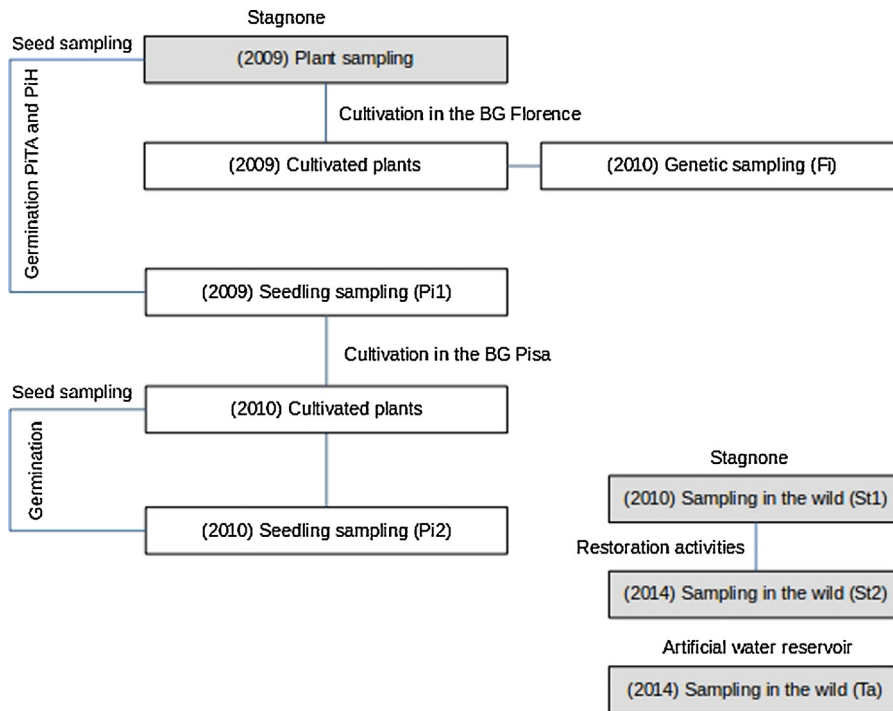 Stagnone
Seed sampling
(2009) Plant sampling
Germination PiTA and PiH
Cultivation in the BG Florence
(2009) Cultivated plants
(2010) Genetic sampling (Fi)
(2009) Seedling sampling (Pi1)
Cultivation in the BG Pisa
Seed sampling
(2010) Cultivated plants
Germination
(2010) Seedling sampling (Pi2)
Stagnone
(2010) Sampling in the wild (St1)
Restoration activities
(2014) Sampling in the wild (St2)
Artificial water reservoir
(2014) Sampling in the wild (Ta)